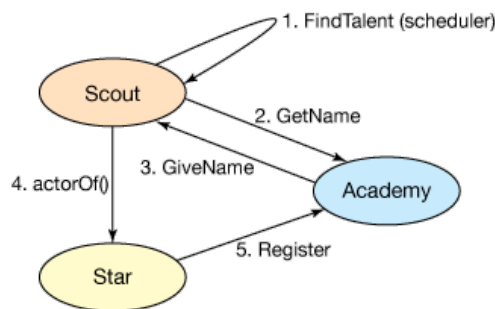 1. FindTalent (scheduler)
Scout
2. GetName
3. GiveName
4. actorOf()
Academy
5. Register
Star